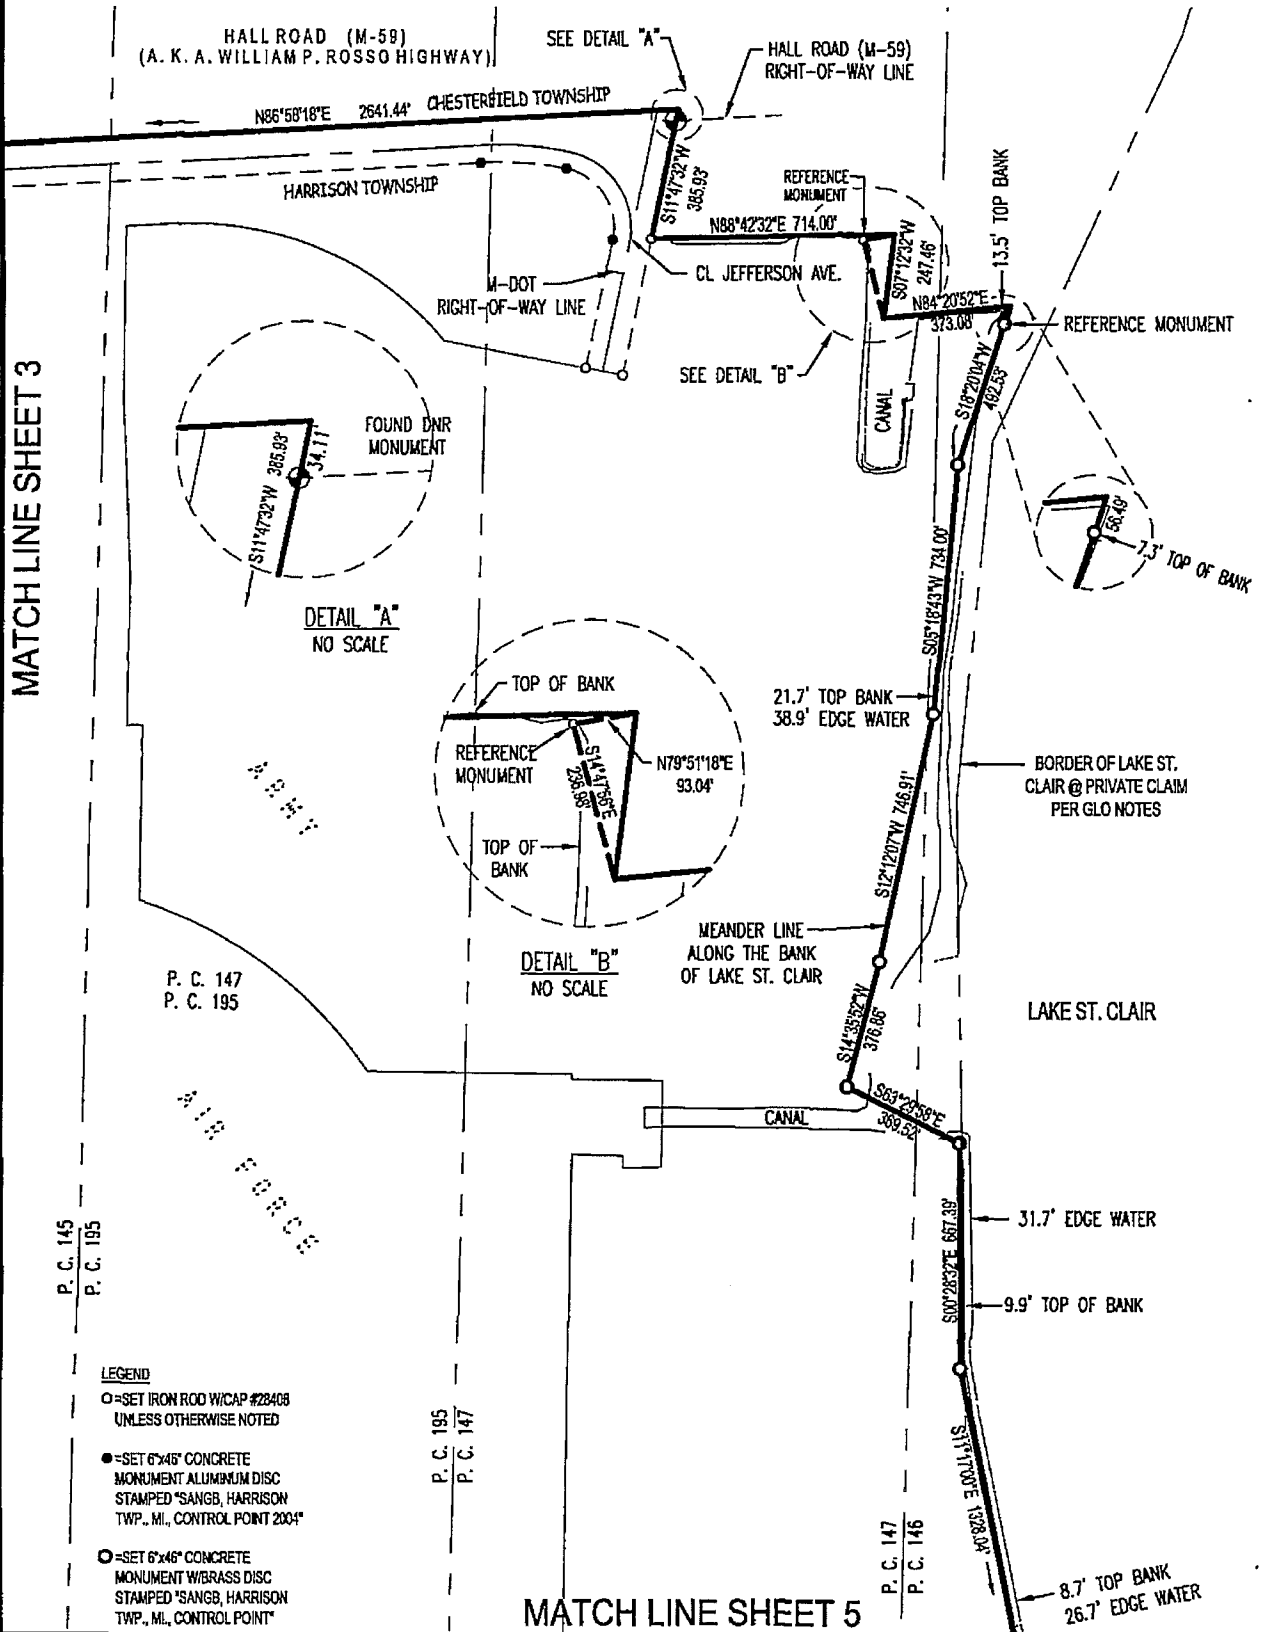 HALL ROAD (M-59)
(A. K. A. WILLIAM P. ROSSO HIGHWAY)
SEE DETAIL "A"
HALL ROAD (M-59)
RIGHT-OF-WAY LINE
N86°58'18"E 2641.44' CHESTERFIELD TOWNSHIP
HARRISON TOWNSHIP
S11°47'32"W
385.93'
REFERENCE
MONUMENT
13.5' TOP BANK
N88°42'32"E 714.00'
S07°12'32"W
247.46'
CL JEFFERSON AVE.
M-DOT
RIGHT-OF-WAY LINE
N84°20'52"E
373.08'
REFERENCE MONUMENT
SEE DETAIL "B"
CANAL
S18°20'04"W
492.53'
MATCH LINE SHEET 3
FOUND DNR
MONUMENT
34.11'
S11°47'32"W 385.93'
DETAIL "A"
NO SCALE
56.49'
7.3' TOP OF BANK
S05°18'43"W 734.00'
TOP OF BANK
REFERENCE
MONUMENT
S14°47'56"E
236.98'
N79°51'18"E
93.04'
TOP OF
BANK
DETAIL "B"
NO SCALE
21.7' TOP BANK
38.9' EDGE WATER
BORDER OF LAKE ST.
CLAIR @ PRIVATE CLAIM
PER GLO NOTES
ARMY
S12°12'07"W 746.91'
MEANDER LINE
ALONG THE BANK
OF LAKE ST. CLAIR
P. C. 147
P. C. 195
LAKE ST. CLAIR
S14°35'52"W
376.86'
AIR FORCE
CANAL
S63°29'58"E
389.52'
31.7' EDGE WATER
S00°28'32"E 667.39'
9.9' TOP OF BANK
P. C. 145
P. C. 195
LEGEND
O=SET IRON ROD W/CAP #28408
UNLESS OTHERWISE NOTED
●=SET 6"x46" CONCRETE
MONUMENT ALUMINUM DISC
STAMPED "SANGB, HARRISON
TWP., MI., CONTROL POINT 2001"
O=SET 6"x46" CONCRETE
MONUMENT W/BRASS DISC
STAMPED "SANGB, HARRISON
TWP., MI., CONTROL POINT"
P. C. 195
P. C. 147
S11°17'00"E 1328.04'
P. C. 147
P. C. 146
8.7' TOP BANK
26.7' EDGE WATER
MATCH LINE SHEET 5